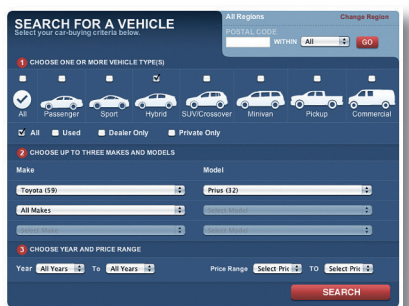 SEARCH FOR A VEHICLE
Select your car-buying criteria below.
All Regions Change Region
POSTAL CODE
WITHIN All GO
1 CHOOSE ONE OR MORE VEHICLE TYPE(S)
All Passenger Sport Hybrid SUV/Crossover Minivan Pickup Commercial
All Used Dealer Only Private Only
2 CHOOSE UP TO THREE MAKES AND MODELS
Make Model
Toyota (59) Prius (32)
All Makes Select Model
Select Make Select Model
3 CHOOSE YEAR AND PRICE RANGE
Year All Years To All Years Price Range Select Pric TO Select Pric
SEARCH